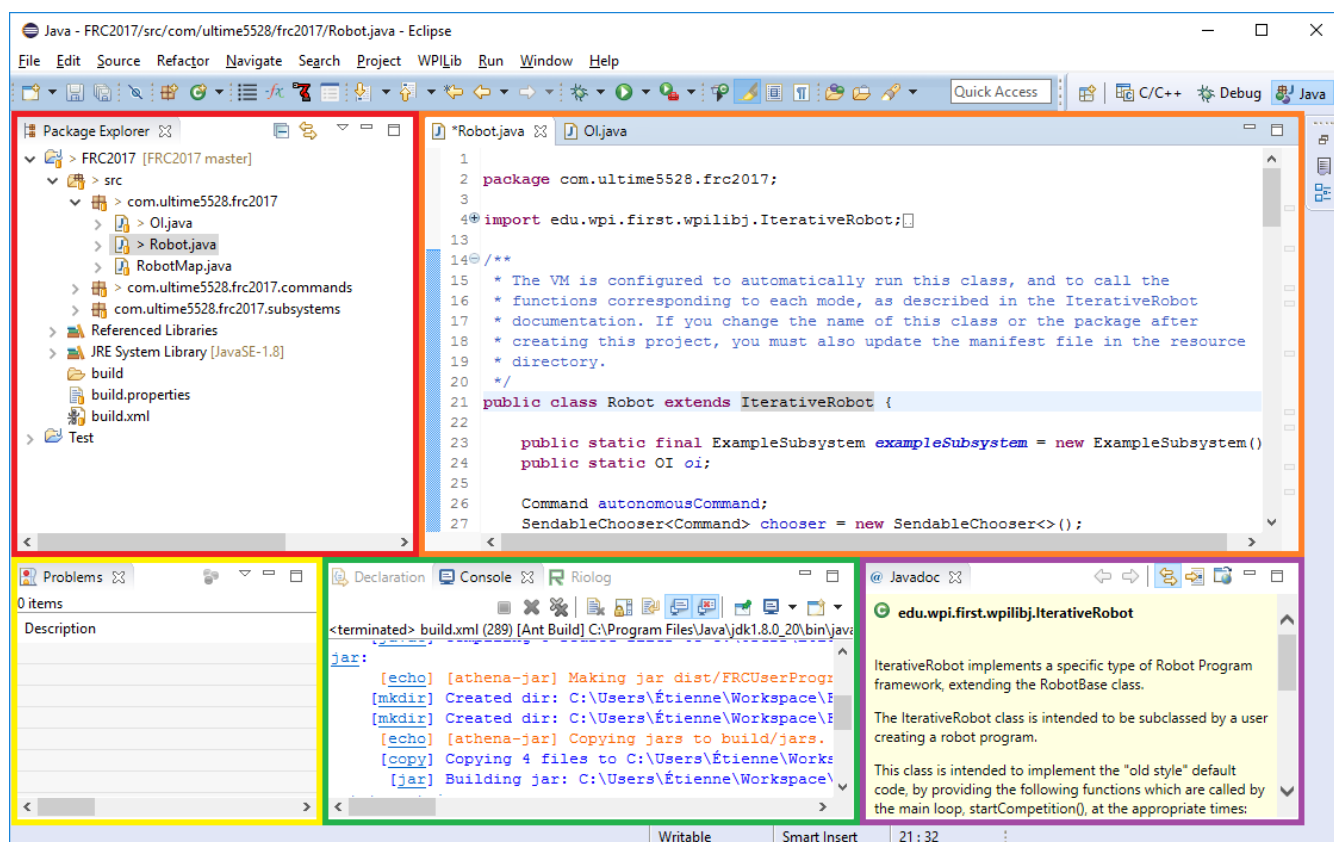 Java - FRC2017/src/com/ultime5528/frc2017/Robot.java - Eclipse
File Edit Source Refactor Navigate Search Project WPILib Run Window Help
Quick Access C/C++ Debug Java
Package Explorer
> FRC2017 [FRC2017 master]
> src
> com.ultime5528.frc2017
> OI.java
> Robot.java
RobotMap.java
> com.ultime5528.frc2017.commands
com.ultime5528.frc2017.subsystems
Referenced Libraries
JRE System Library [JavaSE-1.8]
build
build.properties
build.xml
Test
*Robot.java OI.java
1
2 package com.ultime5528.frc2017;
3
4 import edu.wpi.first.wpilibj.IterativeRobot;
13
14 /**
15 * The VM is configured to automatically run this class, and to call the
16 * functions corresponding to each mode, as described in the IterativeRobot
17 * documentation. If you change the name of this class or the package after
18 * creating this project, you must also update the manifest file in the resource
19 * directory.
20 */
21 public class Robot extends IterativeRobot {
22
23 public static final ExampleSubsystem exampleSubsystem = new ExampleSubsystem()
24 public static OI oi;
25
26 Command autonomousCommand;
27 SendableChooser<Command> chooser = new SendableChooser<>();
Problems
0 items
Description
Declaration Console Riolog
<terminated> build.xml (289) [Ant Build] C:\Program Files\Java\jdk1.8.0_20\bin\java
jar:
[echo] [athena-jar] Making jar dist/FRCUserProgr
[mkdir] Created dir: C:\Users\Étienne\Workspace\
[mkdir] Created dir: C:\Users\Étienne\Workspace\
[echo] [athena-jar] Copying jars to build/jars.
[copy] Copying 4 files to C:\Users\Étienne\Works
[jar] Building jar: C:\Users\Étienne\Workspace\
@ Javadoc
edu.wpi.first.wpilibj.IterativeRobot
IterativeRobot implements a specific type of Robot Program
framework, extending the RobotBase class.
The IterativeRobot class is intended to be subclassed by a user
creating a robot program.
This class is intended to implement the "old style" default
code, by providing the following functions which are called by
the main loop, startCompetition(), at the appropriate times:
Writable Smart Insert 21 : 32